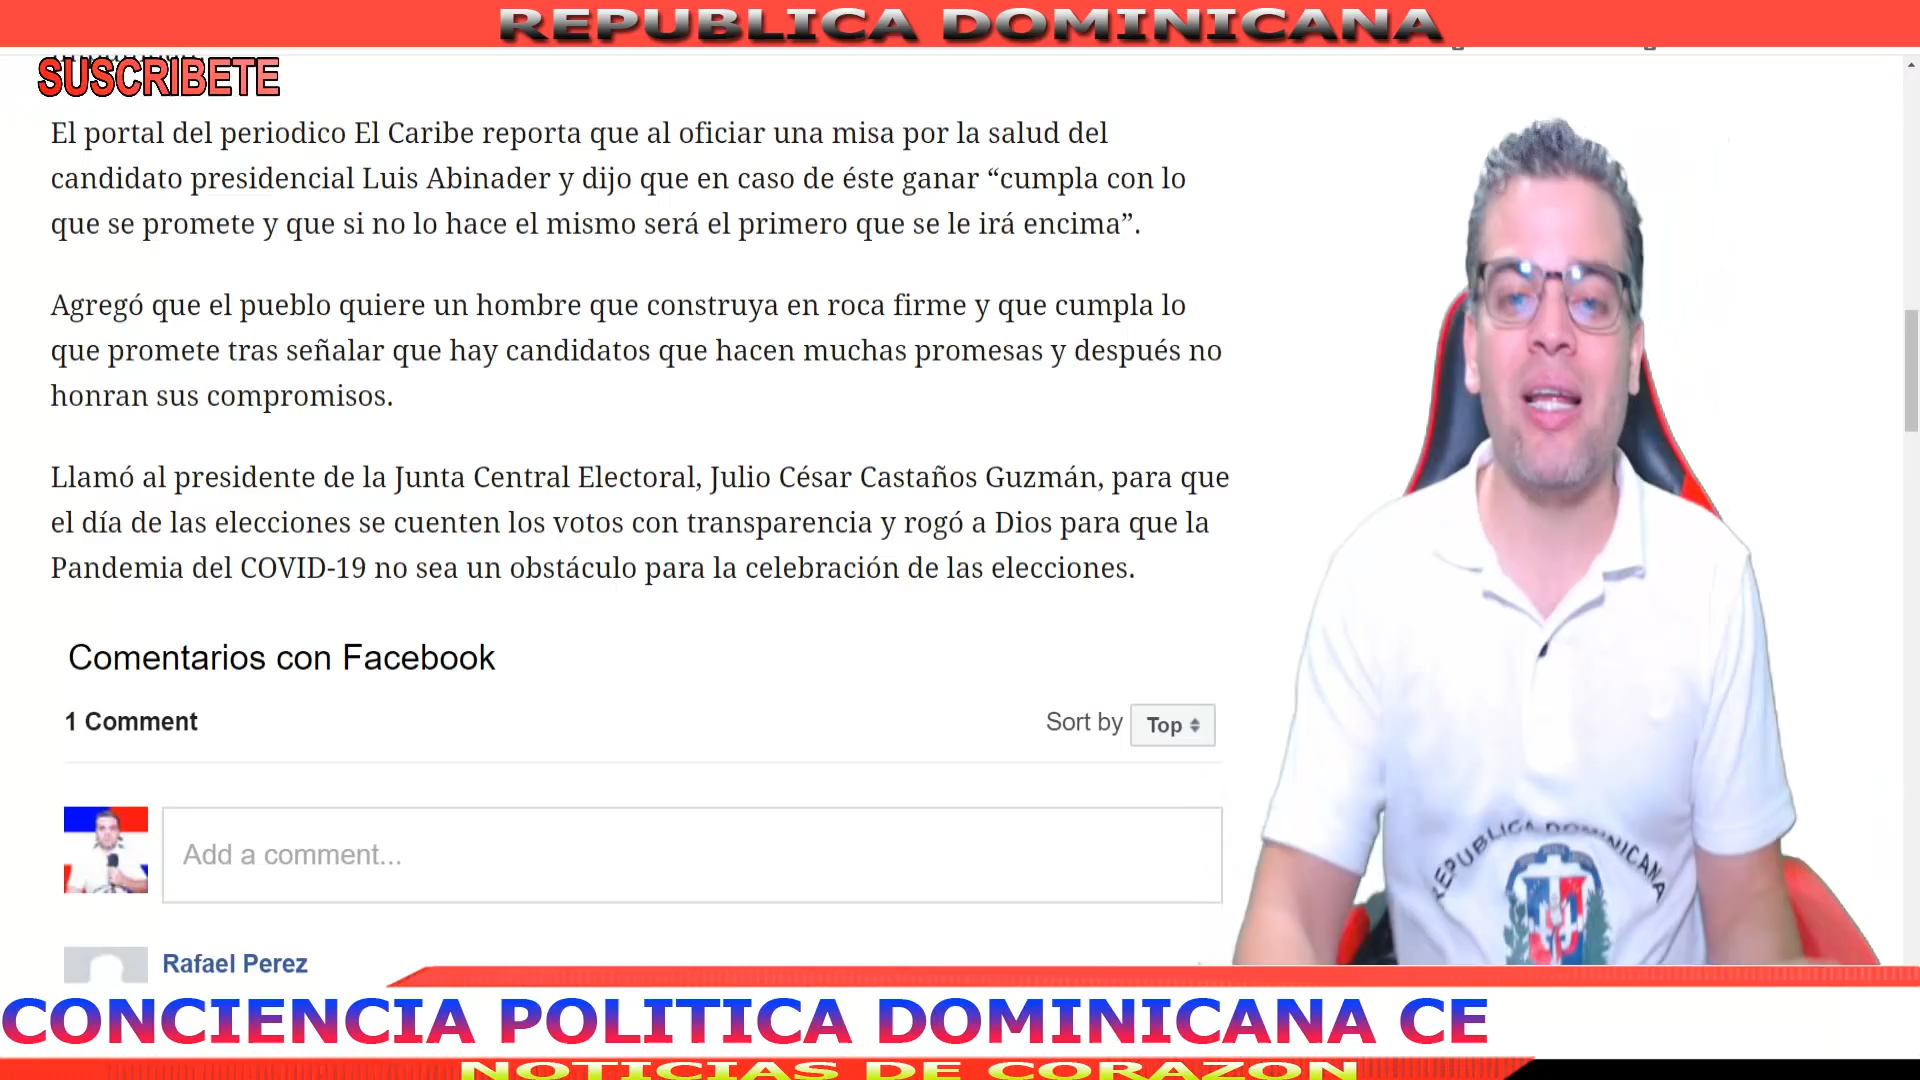 REPUBLICA DOMINICANA
SUSCRIBETE
El portal del periodico El Caribe reporta que al oficiar una misa por la salud del
candidato presidencial Luis Abinader y dijo que en caso de éste ganar “cumpla con lo
que se promete y que si no lo hace el mismo será el primero que se le irá encima”.
Agregó que el pueblo quiere un hombre que construya en roca firme y que cumpla lo
que promete tras señalar que hay candidatos que hacen muchas promesas y después no
honran sus compromisos.
Llamó al presidente de la Junta Central Electoral, Julio César Castaños Guzmán, para que
el día de las elecciones se cuenten los votos con transparencia y rogó a Dios para que la
Pandemia del COVID-19 no sea un obstáculo para la celebración de las elecciones.
Comentarios con Facebook
1 Comment
Sort by Top
Add a comment...
Rafael Perez
REPUBLICA DOMINICANA
CONCIENCIA POLITICA DOMINICANA CE
NOTICIAS DE CORAZON